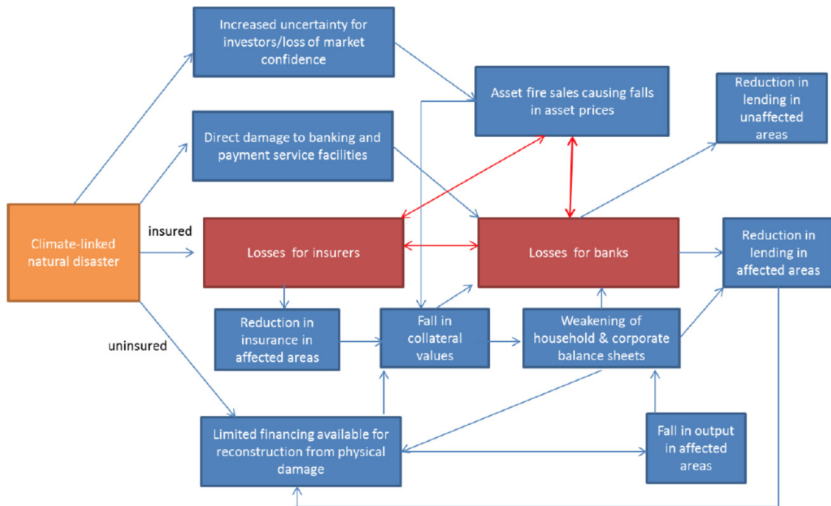 Increased uncertainty for
investors/loss of market
confidence
Asset fire sales causing falls
in asset prices
Reduction in
lending in
unaffected
areas
Direct damage to banking and
payment service facilities
Climate-linked
natural disaster
insured
Losses for insurers
Losses for banks
Reduction in
lending in
affected areas
uninsured
Reduction in
insurance in
affected areas
Fall in
collateral
values
Weakening of
household & corporate
balance sheets
Limited financing available for
reconstruction from physical
damage
Fall in output
in affected
areas